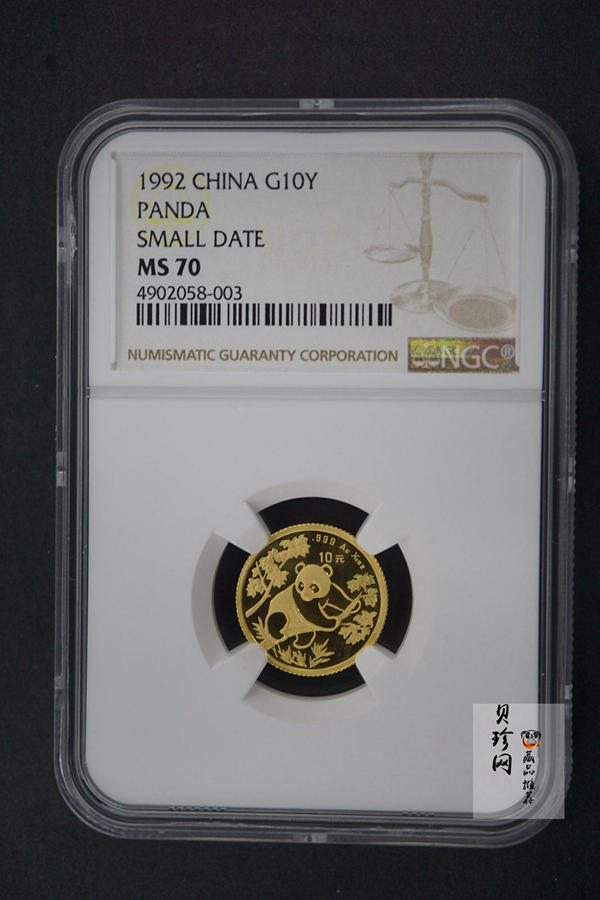 1992 CHINA G10Y
PANDA
SMALL DATE
MS 70
4902058-003
NUMISMATIC GUARANTY CORPORATION
NGC®
.999 Au 1/10oz
10元
贝珍网
藏品推荐